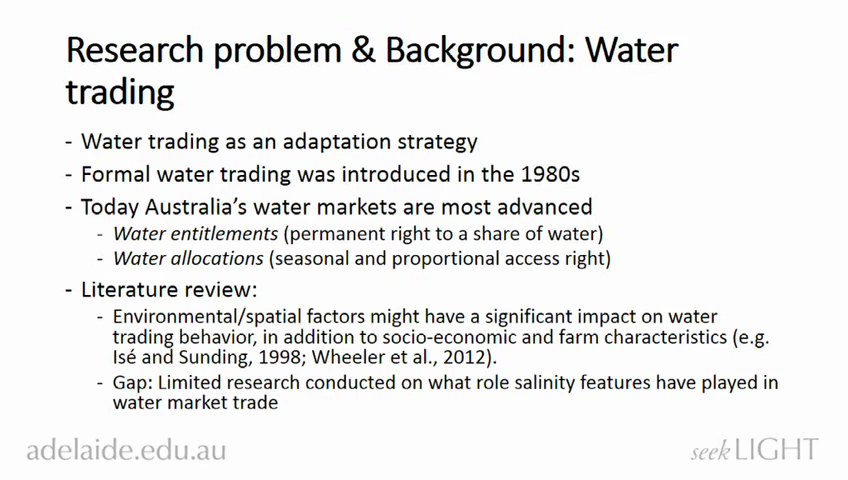 Research problem & Background: Water
trading
- Water trading as an adaptation strategy
- Formal water trading was introduced in the 1980s
- Today Australia's water markets are most advanced
- Water entitlements (permanent right to a share of water)
- Water allocations (seasonal and proportional access right)
- Literature review:
- Environmental/spatial factors might have a significant impact on water
trading behavior, in addition to socio-economic and farm characteristics (e.g.
Isé and Sunding, 1998; Wheeler et al., 2012).
- Gap: Limited research conducted on what role salinity features have played in
water market trade
adelaide.edu.au
seek LIGHT